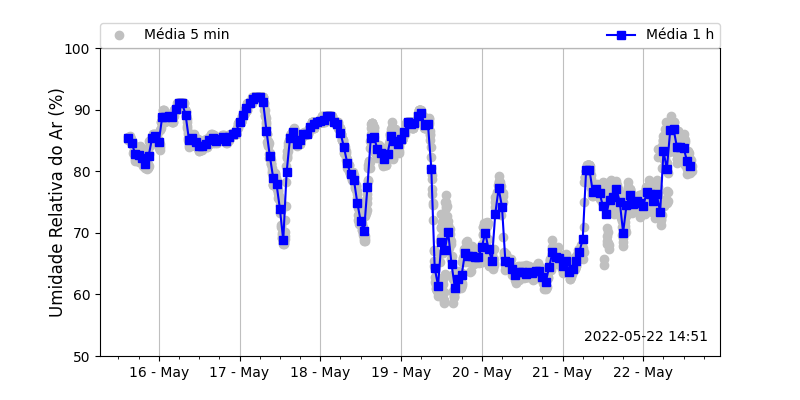 Média 5 min
Média 1 h
Umidade Relativa do Ar (%)
100
90
80
70
60
50
2022-05-22 14:51
16 - May
17 - May
18 - May
19 - May
20 - May
21 - May
22 - May